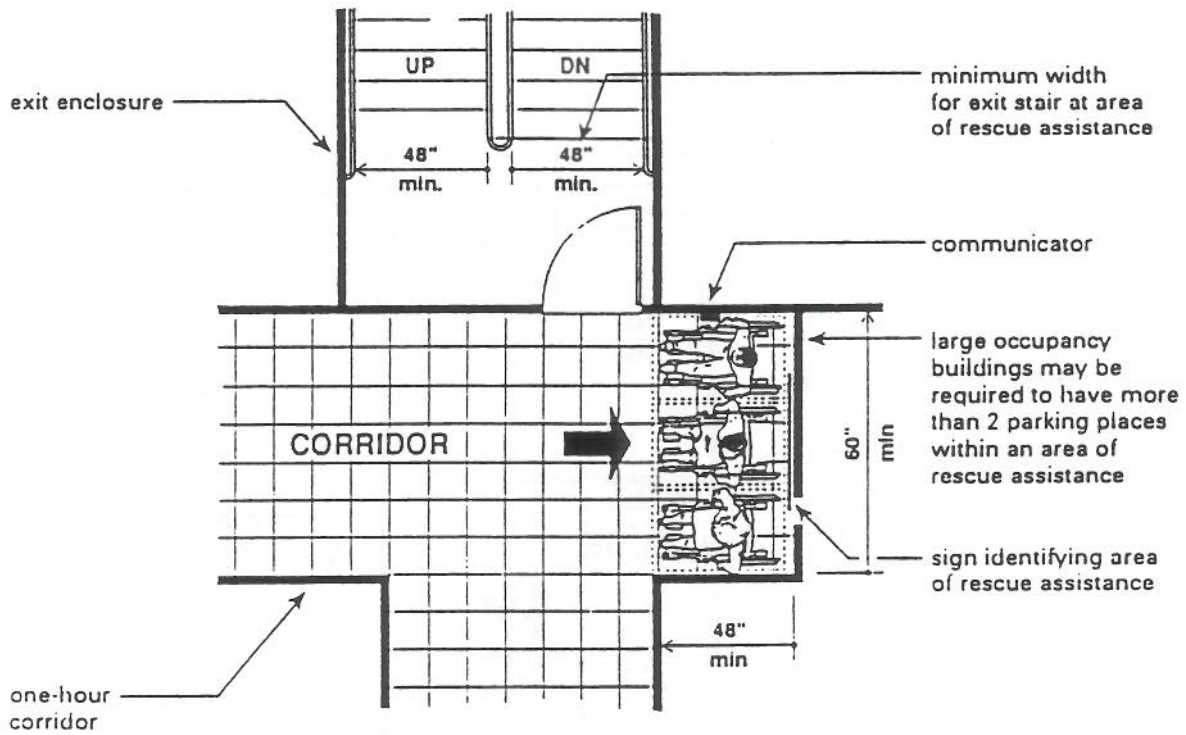 UP
DN
exit enclosure
minimum width
for exit stair at area
of rescue assistance
48"
min.
48"
min.
communicator
large occupancy
buildings may be
required to have more
than 2 parking places
within an area of
rescue assistance
CORRIDOR
60"
min
sign identifying area
of rescue assistance
48"
min
one-hour
corridor